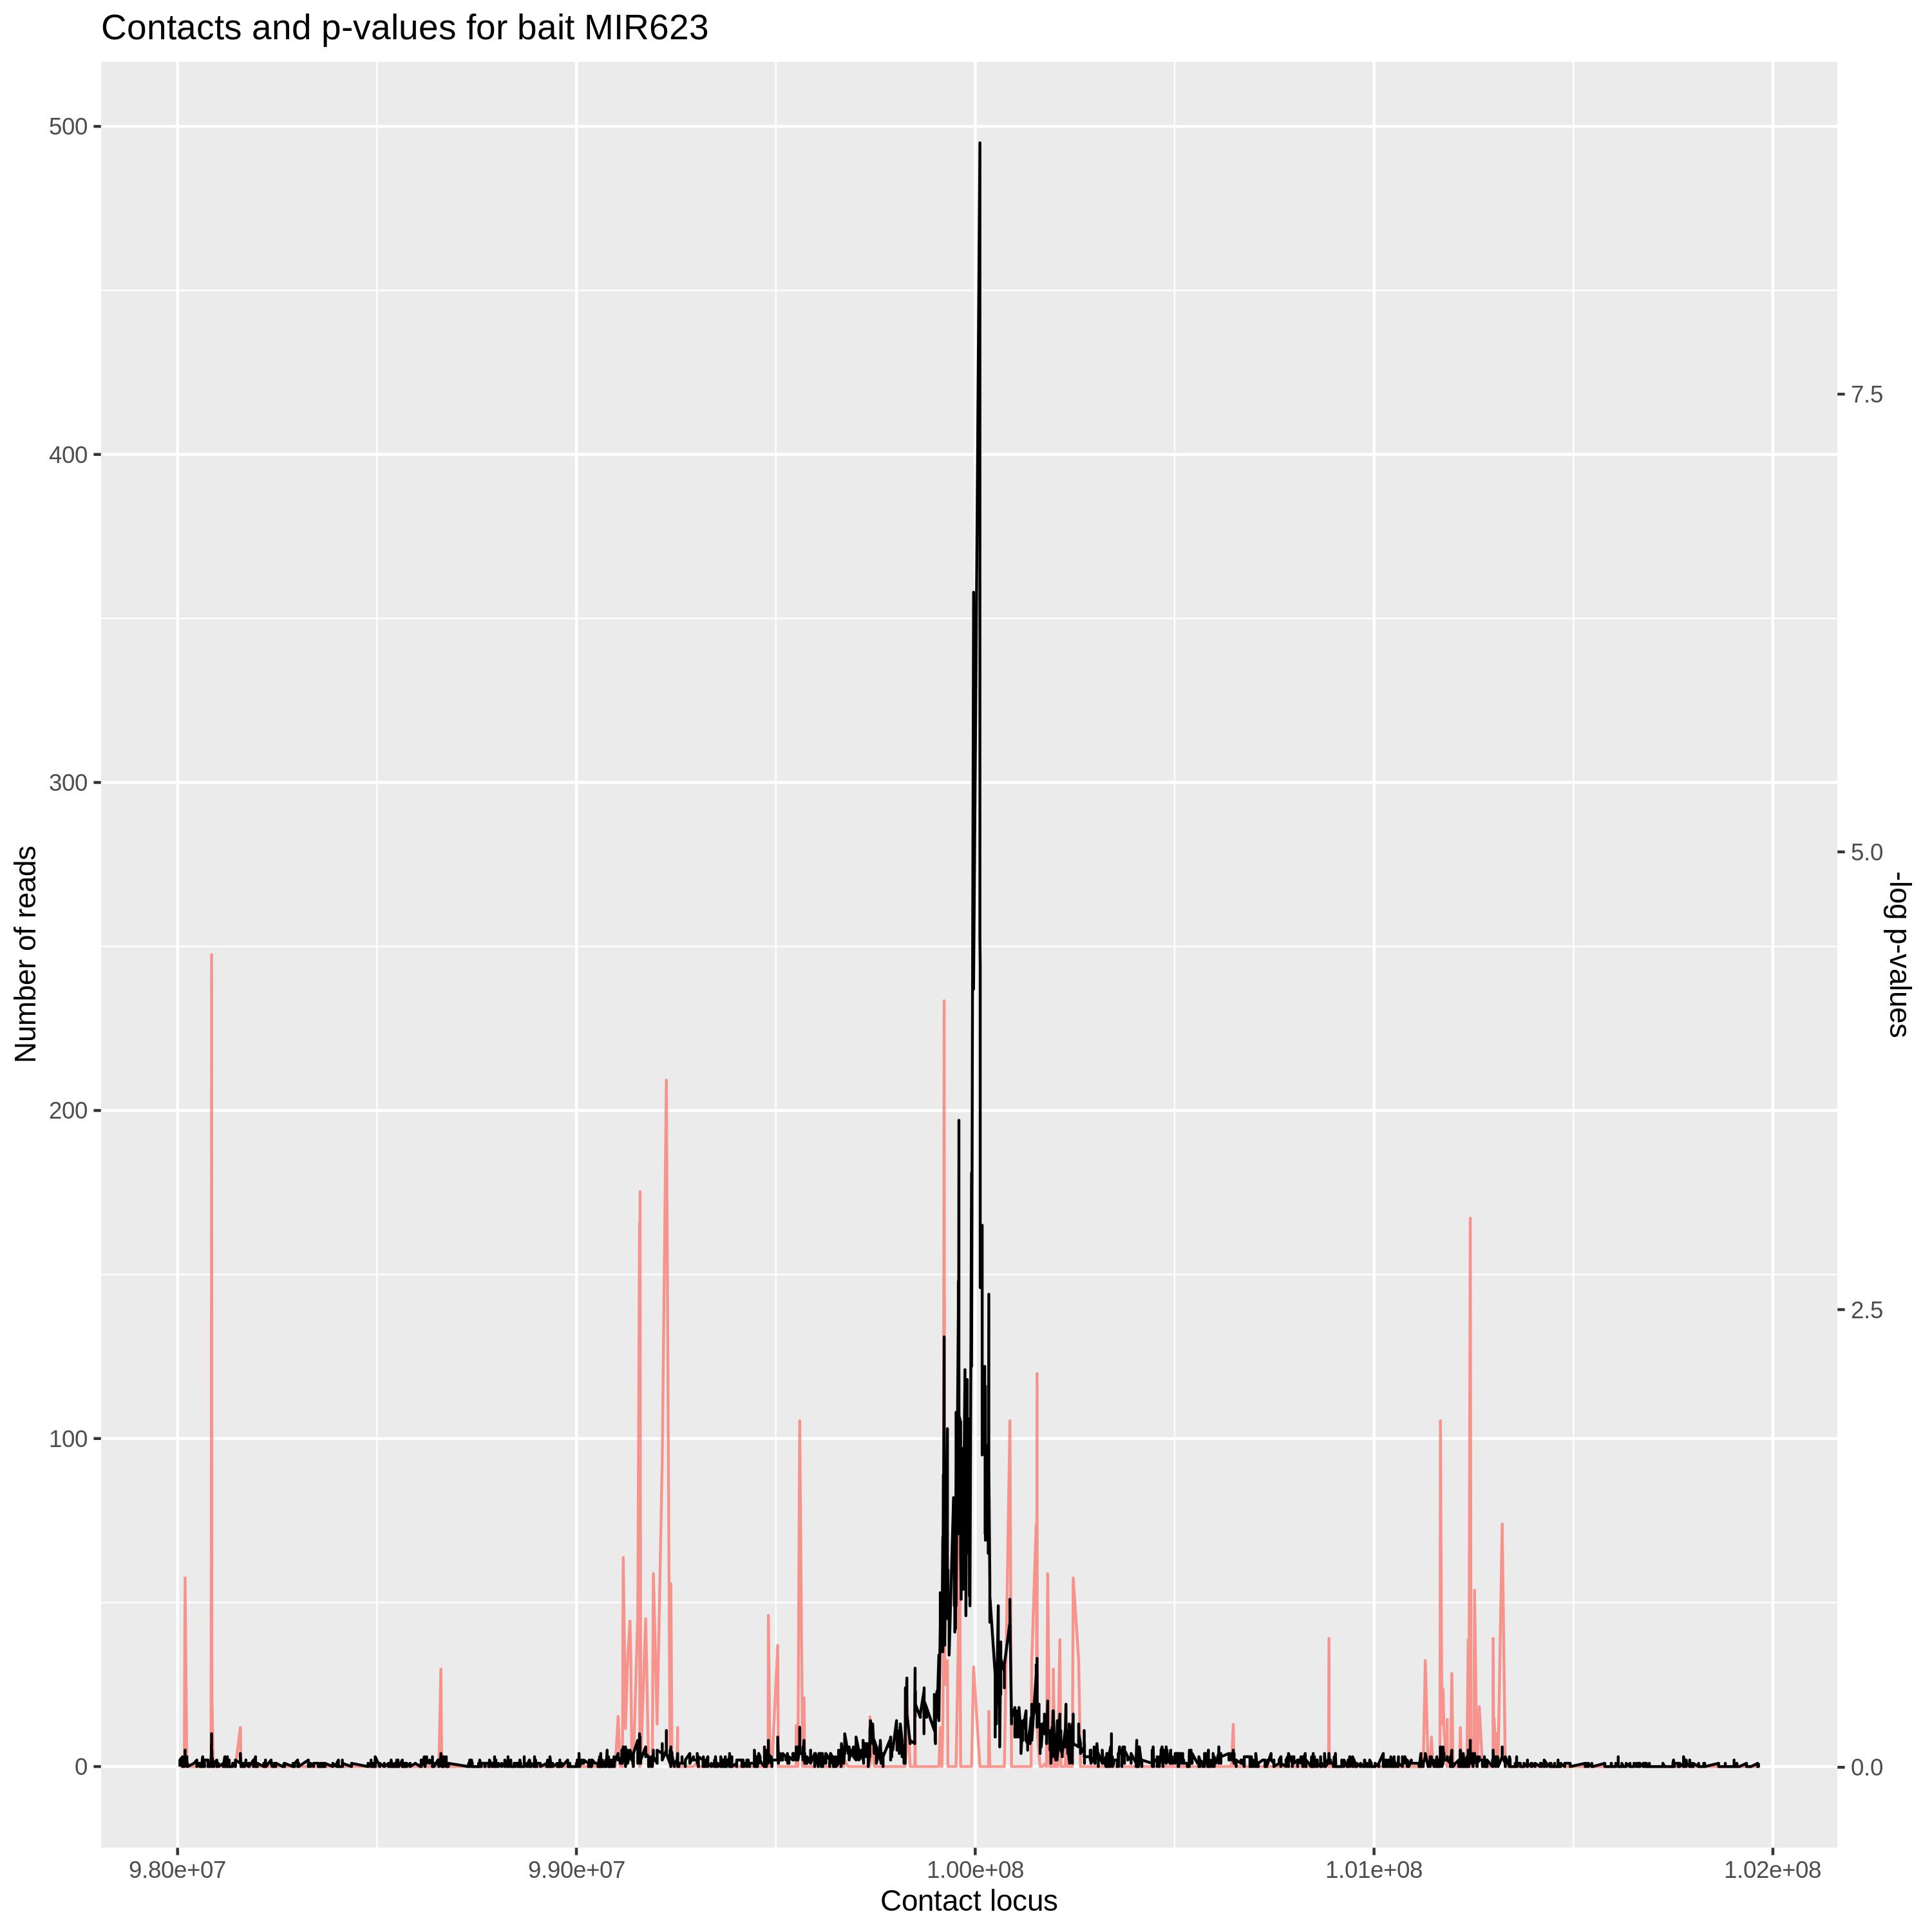 Contacts and p-values for bait MIR623
500
400
300
200
100
0
Number of reads
7.5
5.0
2.5
0.0
-log p-values
9.80e+07
9.90e+07
1.00e+08
1.01e+08
1.02e+08
Contact locus